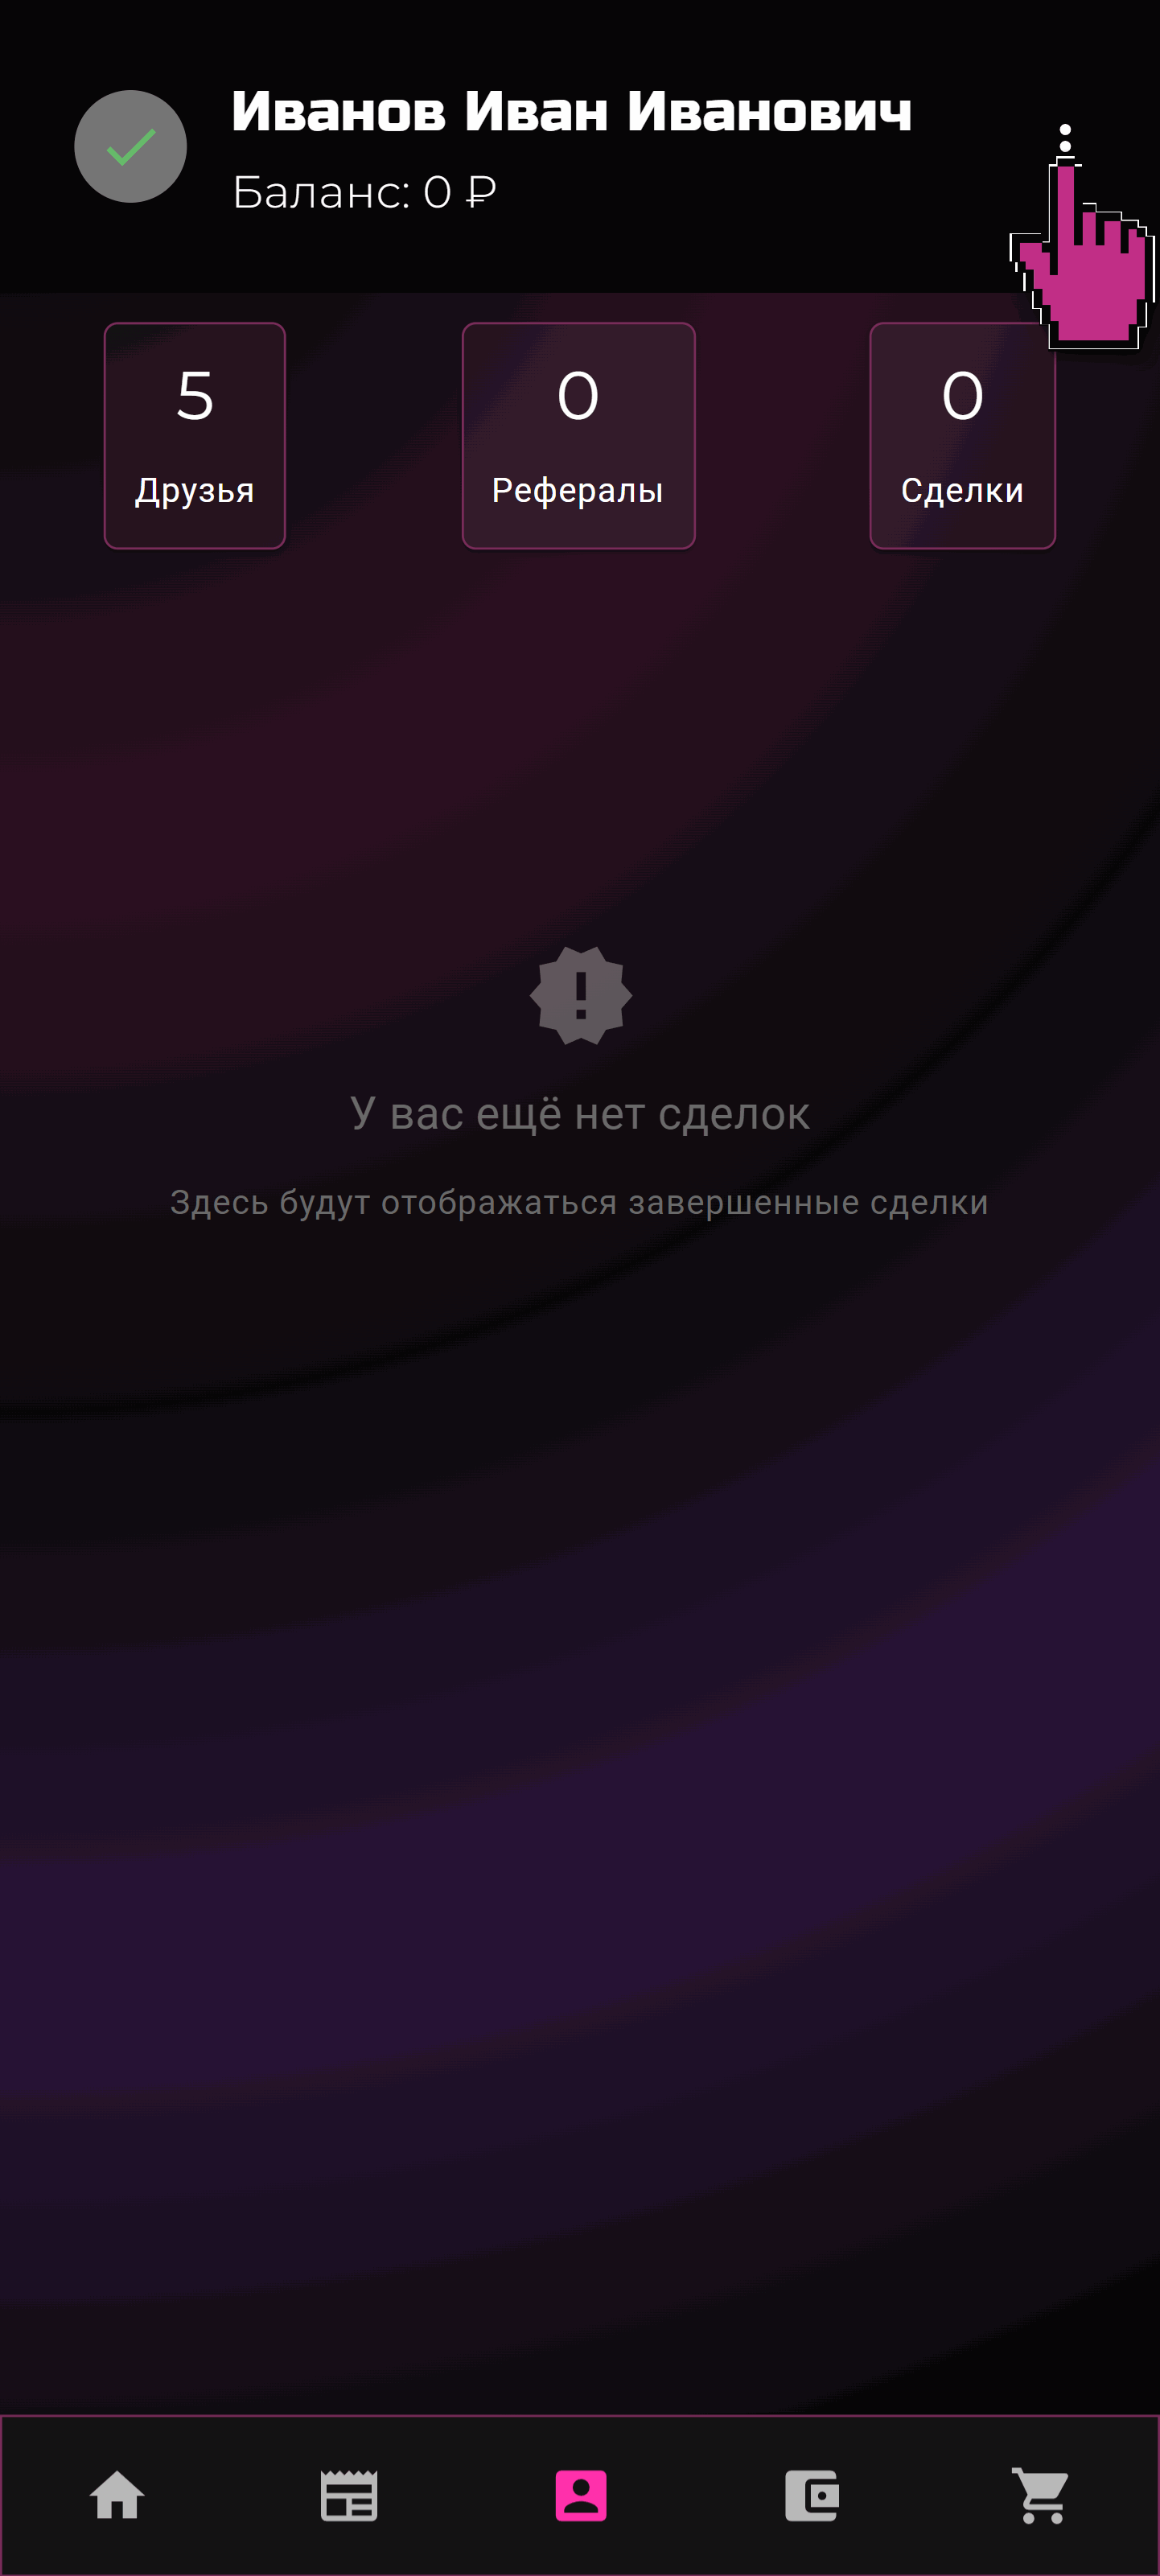 Иванов Иван Иванович
Баланс: 0 ₽
5
Друзья
0
Рефералы
0
Сделки
У вас ещё нет сделок
Здесь будут отображаться завершенные сделки